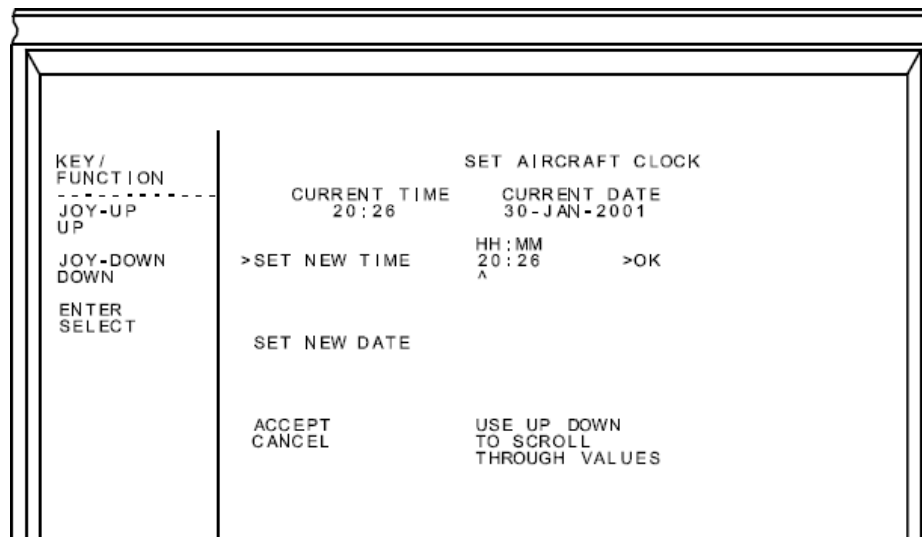 KEY/
FUNCTION
JOY-UP
UP
JOY-DOWN
DOWN
ENTER
SELECT
SET AIRCRAFT CLOCK
CURRENT TIME CURRENT DATE
20:26 30-JAN-2001
HH:MM
>SET NEW TIME 20:26 >OK
^
SET NEW DATE
ACCEPT
CANCEL
USE UP DOWN
TO SCROLL
THROUGH VALUES